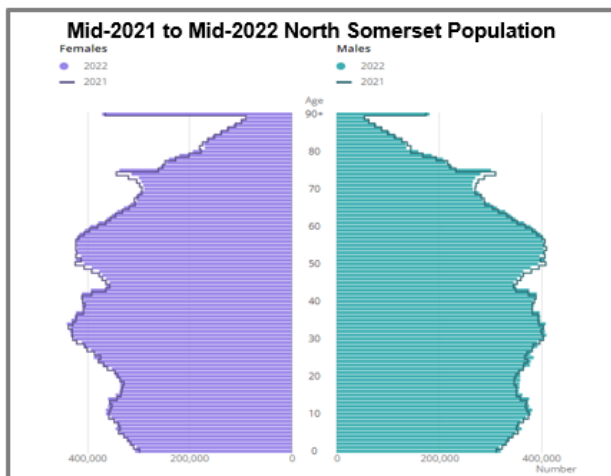 Mid-2021 to Mid-2022 North Somerset Population
Females
2022
2021
Males
2022
2021
Age
90+
80
70
60
50
40
30
20
10
0
400,000 200,000 0
0 200,000 400,000
Number